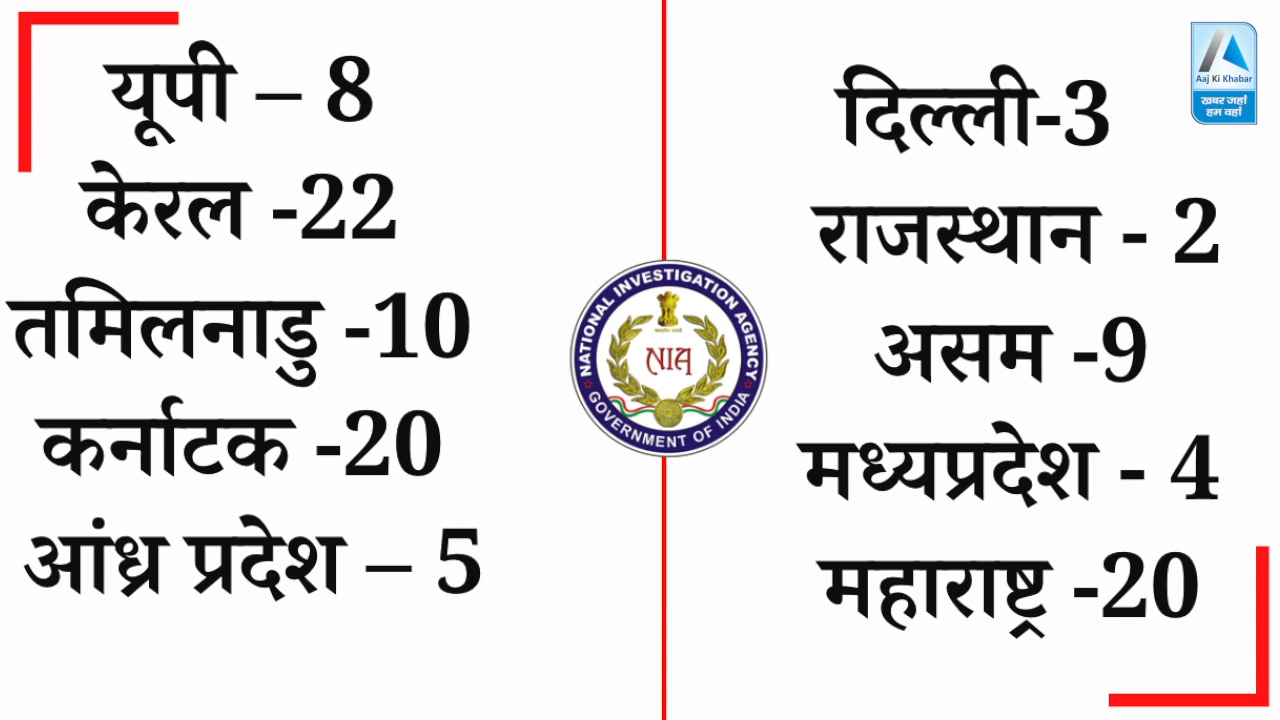 यूपी – 8
केरल -22
तमिलनाडु -10
कर्नाटक -20
आंध्र प्रदेश – 5
NATIONAL INVESTIGATION AGENCY
NIA
GOVERNMENT OF INDIA
दिल्ली-3
राजस्थान - 2
असम -9
मध्यप्रदेश - 4
महाराष्ट्र -20
Aaj Ki Khabar
खबर जहां
हम वहां